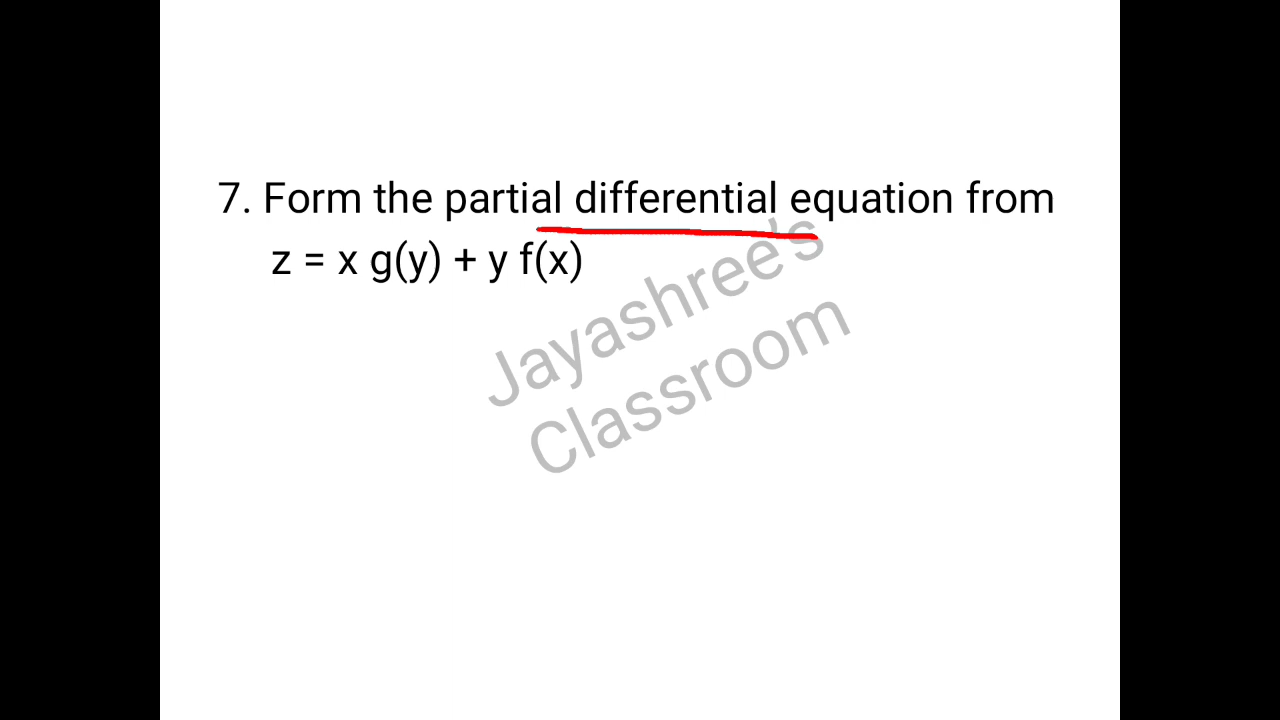 7. Form the partial differential equation from
z = x g(y) + y f(x)
Jayashree's
Classroom